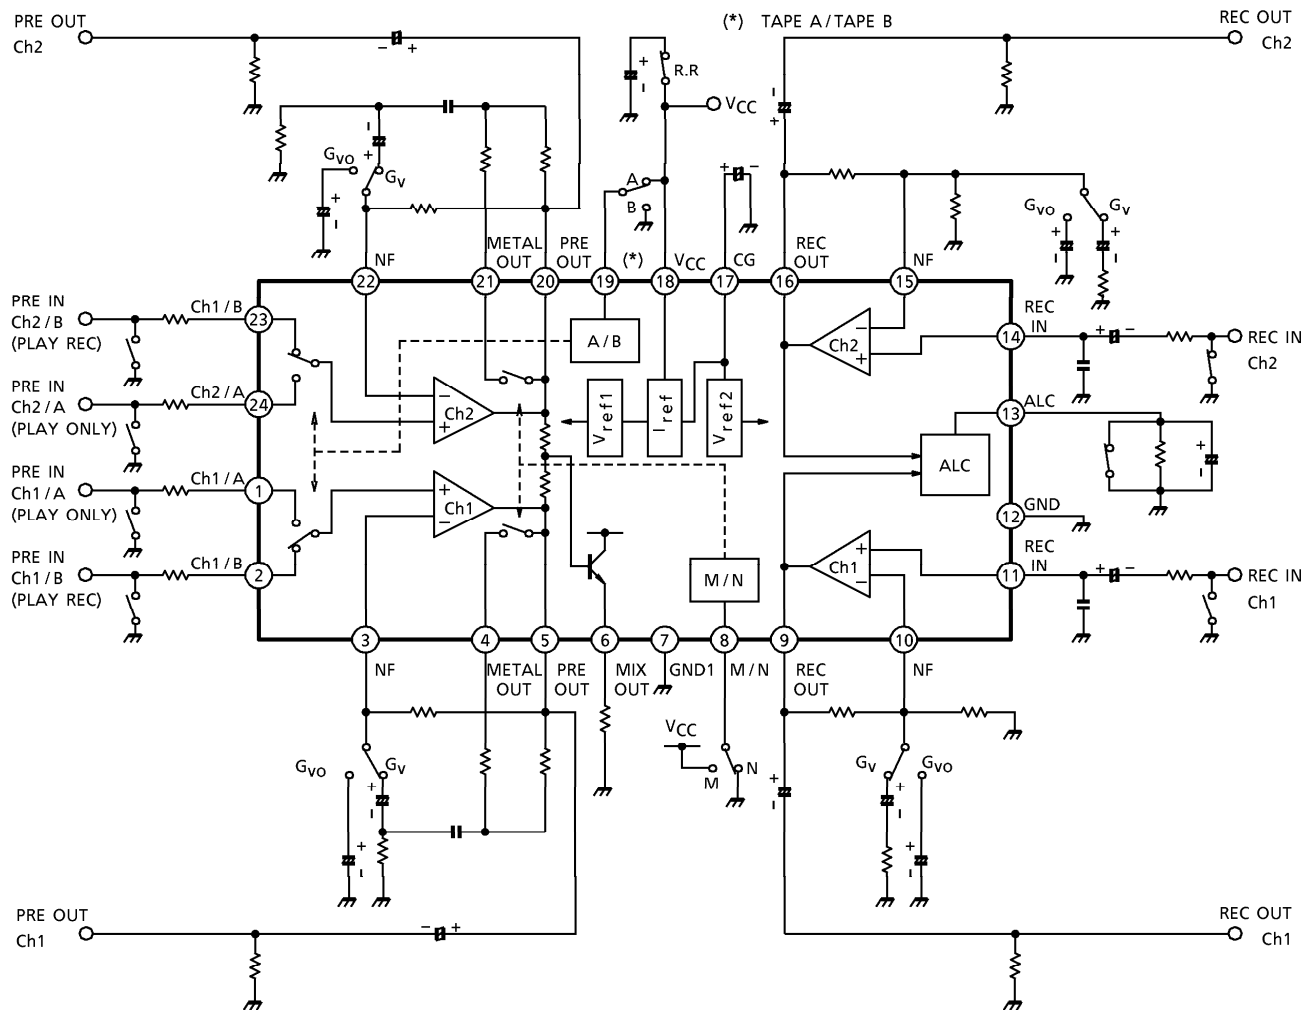 PRE OUT
Ch2
(*) TAPE A/TAPE B
REC OUT
Ch2
R.R
VCC
GVO
GV
A
B
GVO
GV
NF
METAL OUT
PRE OUT
(*)
VCC
CG
REC OUT
NF
22
21
20
19
18
17
16
15
PRE IN
Ch2/B
(PLAY REC)
Ch1/B
23
A/B
Ch2
14
REC IN
REC IN
Ch2
PRE IN
Ch2/A
(PLAY ONLY)
Ch2/A
24
Ch2
Vref1
Iref
Vref2
13
ALC
ALC
PRE IN
Ch1/A
(PLAY ONLY)
Ch1/A
1
Ch1
12
GND
PRE IN
Ch1/B
(PLAY REC)
Ch1/B
2
M/N
Ch1
11
REC IN
REC IN
Ch1
3
4
5
6
7
8
9
10
NF
METAL OUT
PRE OUT
MIX OUT
GND1
M/N
REC OUT
NF
VCC
M
N
GVO
GV
GV
GVO
PRE OUT
Ch1
REC OUT
Ch1